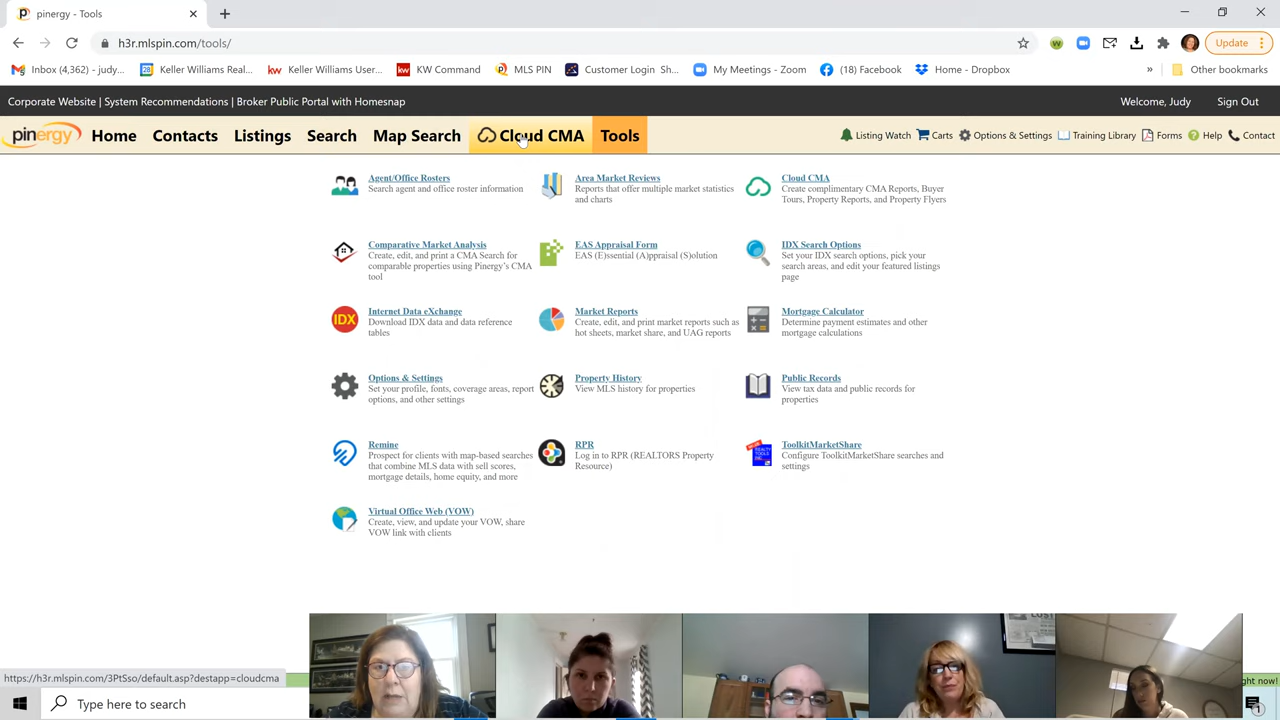 pinergy - Tools
h3r.mlspin.com/tools/
Update
Inbox (4,362) - judy...
28
Keller Williams Real...
kw
Keller Williams User...
KW Command
MLS PIN
Customer Login Sh...
My Meetings - Zoom
(18) Facebook
Home - Dropbox
»
Other bookmarks
Corporate Website | System Recommendations | Broker Public Portal with Homesnap
Welcome, Judy
Sign Out
pinergy
Home
Contacts
Listings
Search
Map Search
Cloud CMA
Tools
Listing Watch
Carts
Options & Settings
Training Library
Forms
Help
Contact
Agent/Office Rosters
Search agent and office roster information
Area Market Reviews
Reports that offer multiple market statistics
and charts
Cloud CMA
Create complimentary CMA Reports, Buyer
Tours, Property Reports, and Property Flyers
Comparative Market Analysis
Create, edit, and print a CMA Search for
comparable properties using Pinergy's CMA
tool
EAS Appraisal Form
EAS (E)ssential (A)ppraisal (S)olution
IDX Search Options
Set your IDX search options, pick your
search areas, and edit your featured listings
page
IDX
Internet Data eXchange
Download IDX data and data reference
tables
Market Reports
Create, edit, and print market reports such as
hot sheets, market share, and UAG reports
Mortgage Calculator
Determine payment estimates and other
mortgage calculations
Options & Settings
Set your profile, fonts, coverage areas, report
options, and other settings
Property History
View MLS history for properties
Public Records
View tax data and public records for
properties
Remine
Prospect for clients with map-based searches
that combine MLS data with sell scores,
mortgage details, home equity, and more
RPR
Log in to RPR (REALTORS Property
Resource)
ToolkitMarketShare
Configure ToolkitMarketShare searches and
settings
Virtual Office Web (VOW)
Create, view, and update your VOW, share
VOW link with clients
https://h3r.mlspin.com/3PtSso/default.asp?destapp=cloudcma
ght now!
Type here to search
1